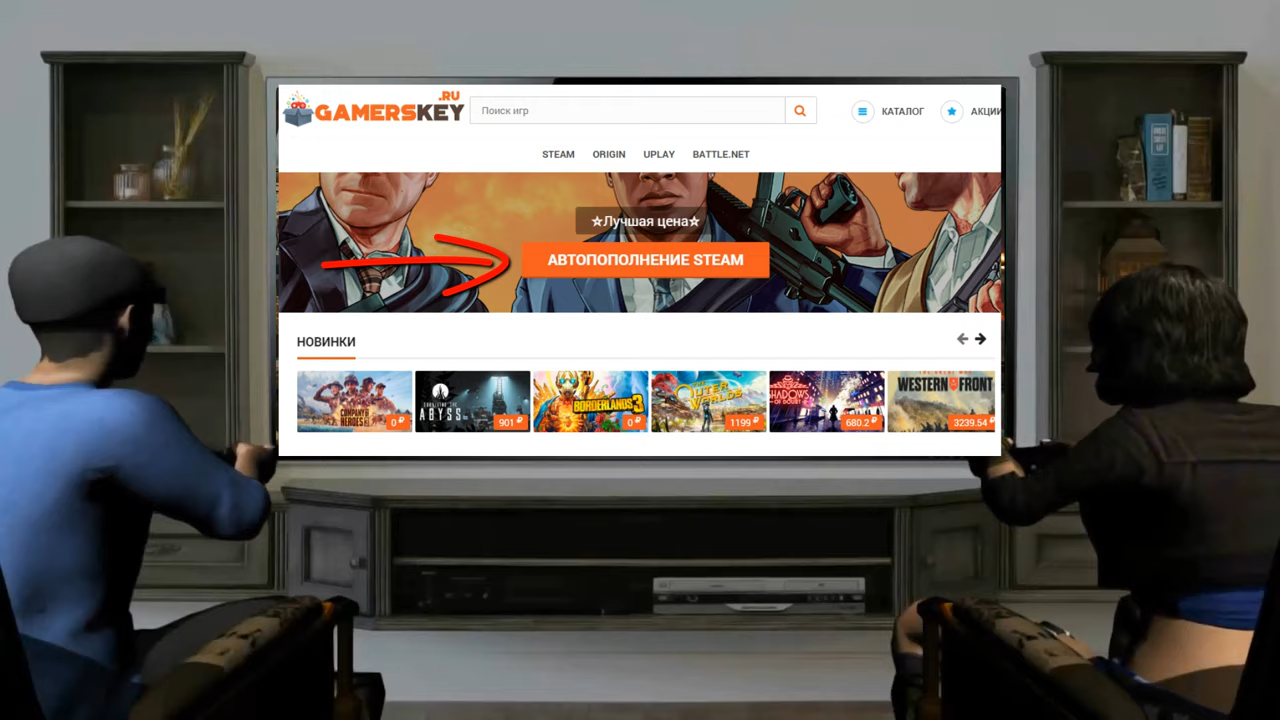 GAMERSKEY.RU
Поиск игр
КАТАЛОГ
АКЦИИ
STEAM ORIGIN UPLAY BATTLE.NET
☆Лучшая цена☆
АВТОПОПОЛНЕНИЕ STEAM
НОВИНКИ
COMPANY HEROES 3
0 ₽
ABYSS
901 ₽
BORDERLANDS 3
0 ₽
THE OUTER WORLDS
1199 ₽
SHADOWS OF DOUBT
680.2 ₽
THE GREAT WAR
WESTERN FRONT
3239.54 ₽